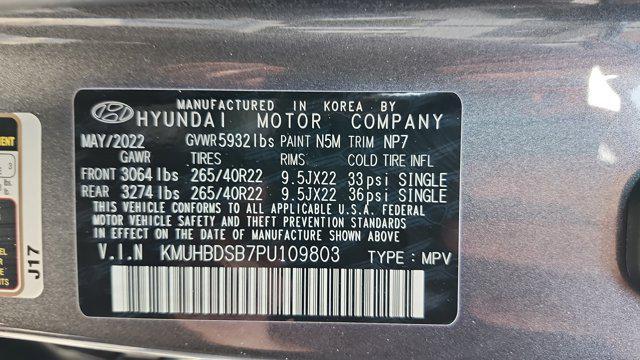 MANUFACTURED IN KOREA BY
HYUNDAI MOTOR COMPANY
MAY/2022 GVWR 5932 lbs PAINT N5M TRIM NP7
GAWR TIRES RIMS COLD TIRE INFL
FRONT 3064 lbs 265/40R22 9.5JX22 33psi SINGLE
REAR 3274 lbs 265/40R22 9.5JX22 36psi SINGLE
THIS VEHICLE CONFORMS TO ALL APPLICABLE U.S.A. FEDERAL
MOTOR VEHICLE SAFETY AND THEFT PREVENTION STANDARDS
IN EFFECT ON THE DATE OF MANUFACTURE SHOWN ABOVE.
V.I.N KMUHBDSB7PU109803 TYPE : MPV
J17